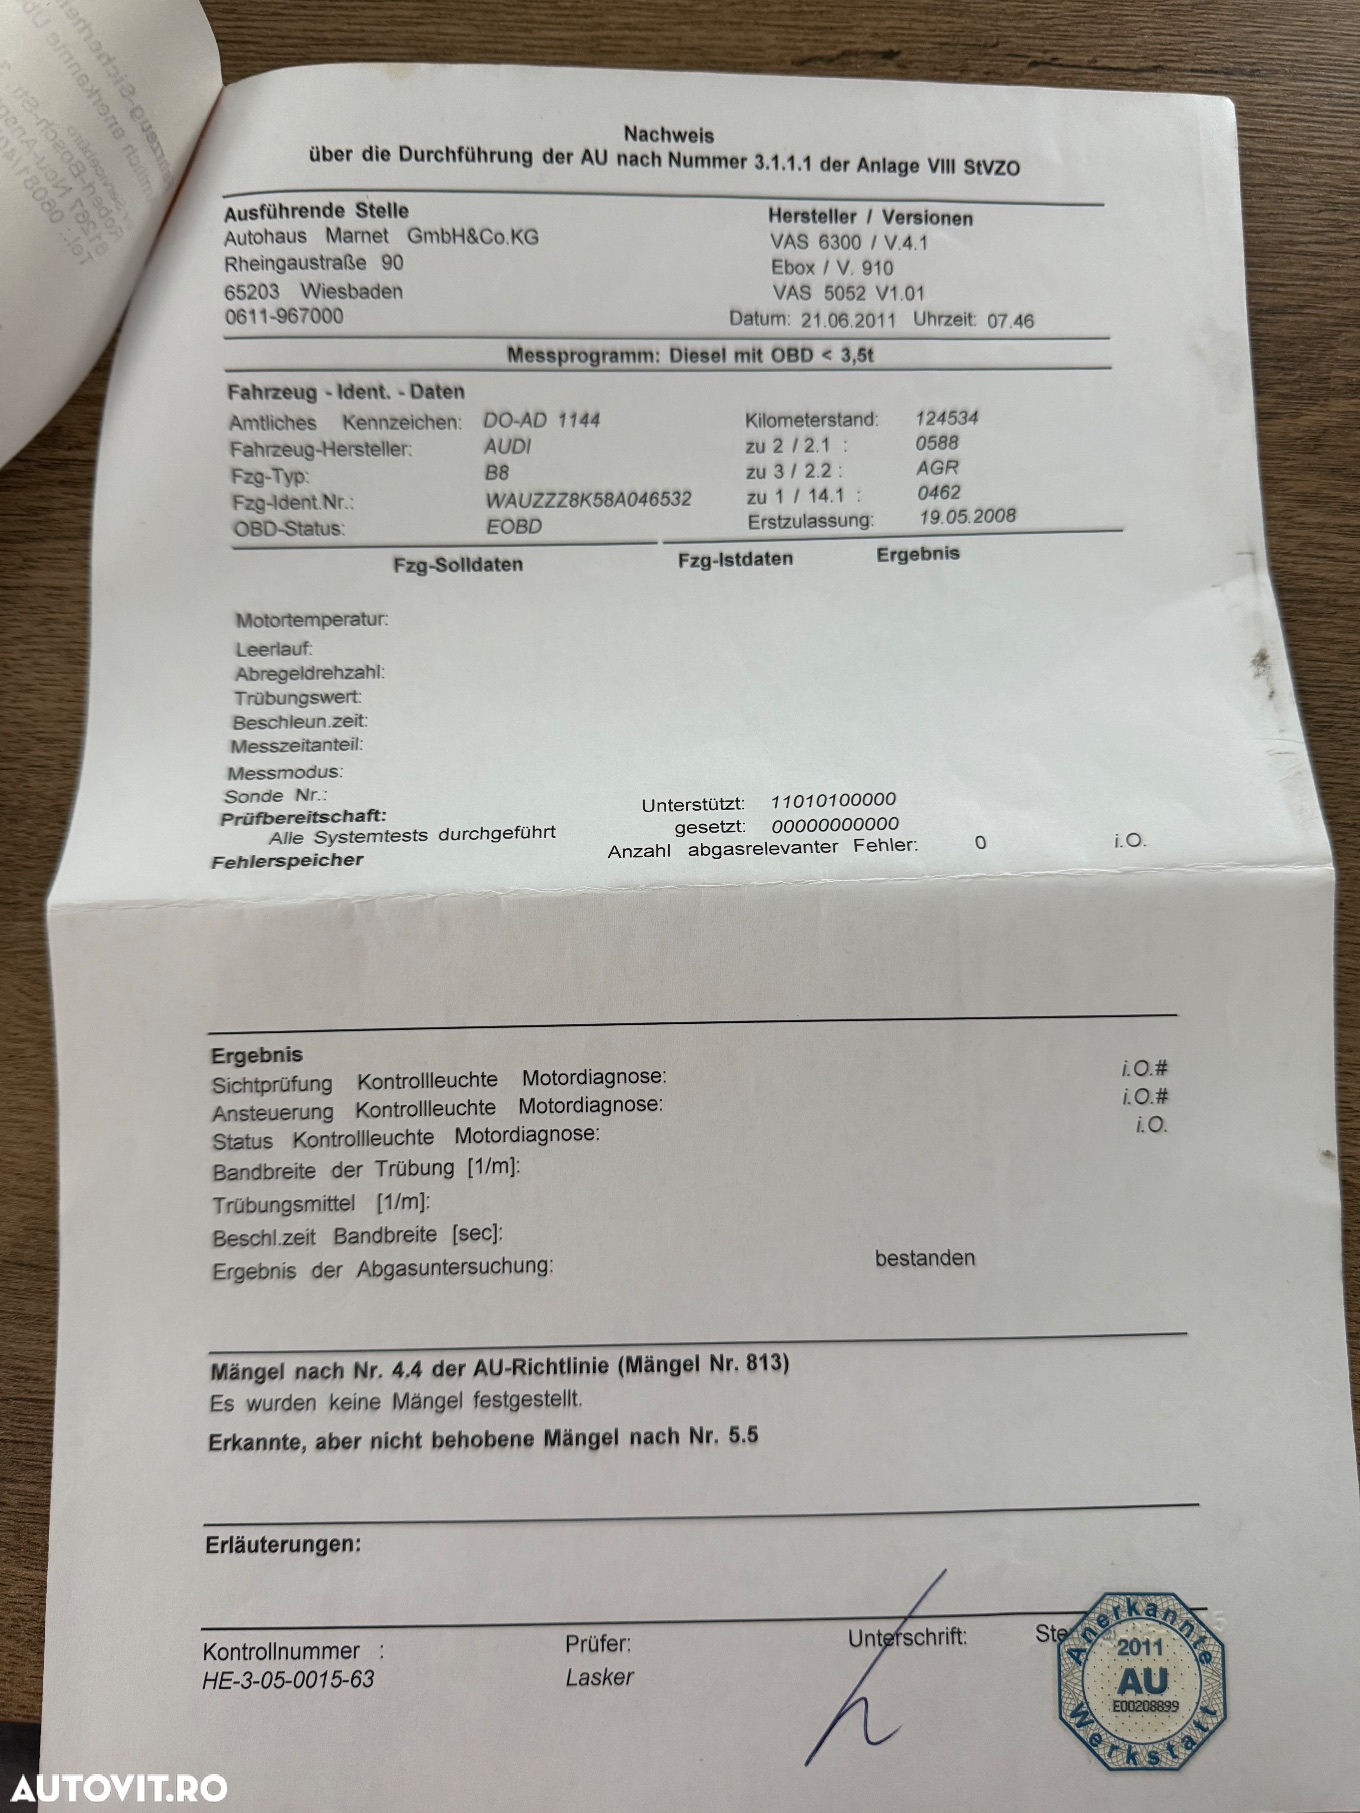 Nachweis
über die Durchführung der AU nach Nummer 3.1.1.1 der Anlage VIII StVZO
Ausführende Stelle
Autohaus Marnet GmbH&Co.KG
Rheingaustraße 90
65203 Wiesbaden
0611-967000
Hersteller / Versionen
VAS 6300 / V.4.1
Ebox / V. 910
VAS 5052 V1.01
Datum: 21.06.2011 Uhrzeit: 07.46
Messprogramm: Diesel mit OBD < 3,5t
Fahrzeug - Ident. - Daten
Amtliches Kennzeichen: DO-AD 1144 Kilometerstand: 124534
Fahrzeug-Hersteller: AUDI zu 2 / 2.1 : 0588
Fzg-Typ: B8 zu 3 / 2.2 : AGR
Fzg-Ident.Nr.: WAUZZZ8K58A046532 zu 1 / 14.1 : 0462
OBD-Status: EOBD Erstzulassung: 19.05.2008
Fzg-Solldaten Fzg-Istdaten Ergebnis
Motortemperatur:
Leerlauf:
Abregeldrehzahl:
Trübungswert:
Beschleun.zeit:
Messzeitanteil:
Messmodus:
Sonde Nr.:
Prüfbereitschaft: Unterstützt: 11010100000
Alle Systemtests durchgeführt gesetzt: 00000000000
Fehlerspeicher Anzahl abgasrelevanter Fehler: 0 i.O.
Ergebnis
Sichtprüfung Kontrollleuchte Motordiagnose: i.O.#
Ansteuerung Kontrollleuchte Motordiagnose: i.O.#
Status Kontrollleuchte Motordiagnose: i.O.
Bandbreite der Trübung [1/m]:
Trübungsmittel [1/m]:
Beschl.zeit Bandbreite [sec]:
Ergebnis der Abgasuntersuchung: bestanden
Mängel nach Nr. 4.4 der AU-Richtlinie (Mängel Nr. 813)
Es wurden keine Mängel festgestellt.
Erkannte, aber nicht behobene Mängel nach Nr. 5.5
Erläuterungen:
Kontrollnummer : Prüfer: Unterschrift: Ste
HE-3-05-0015-63 Lasker
Anerkannte
2011
AU
E00208899
Werkstatt
AUTOVIT.RO